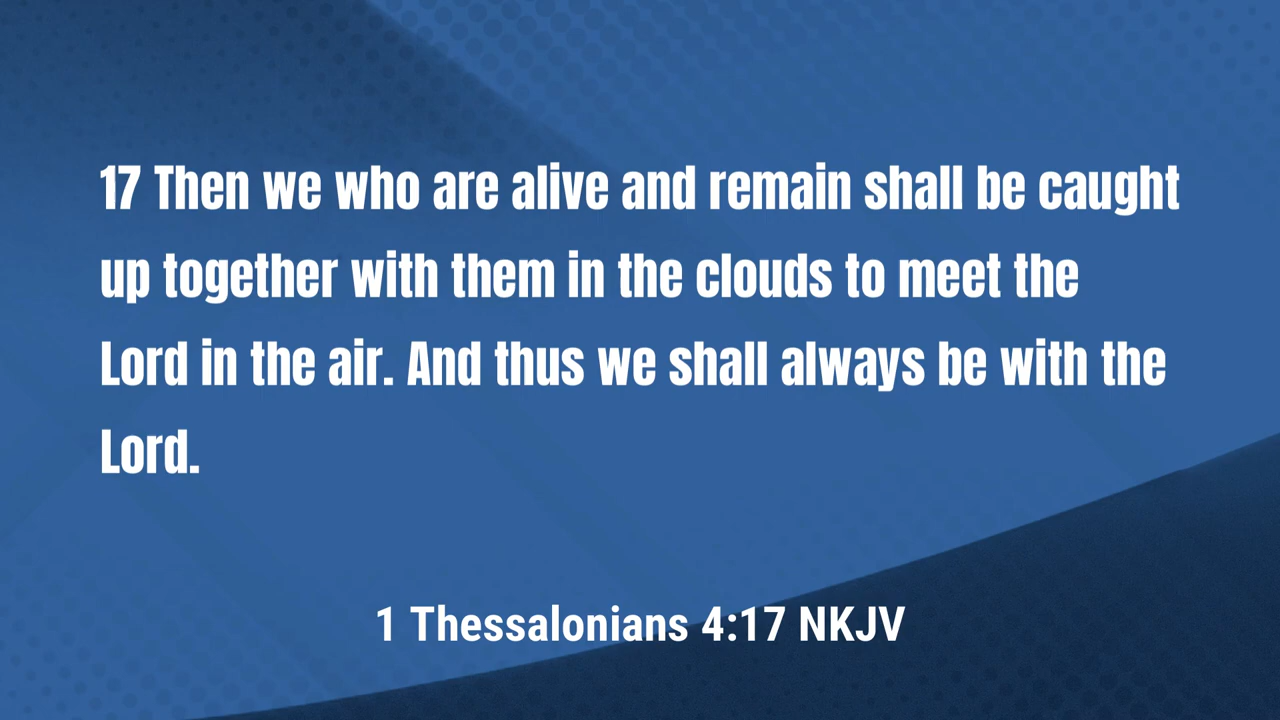 17 Then we who are alive and remain shall be caught
up together with them in the clouds to meet the
Lord in the air. And thus we shall always be with the
Lord.
1 Thessalonians 4:17 NKJV